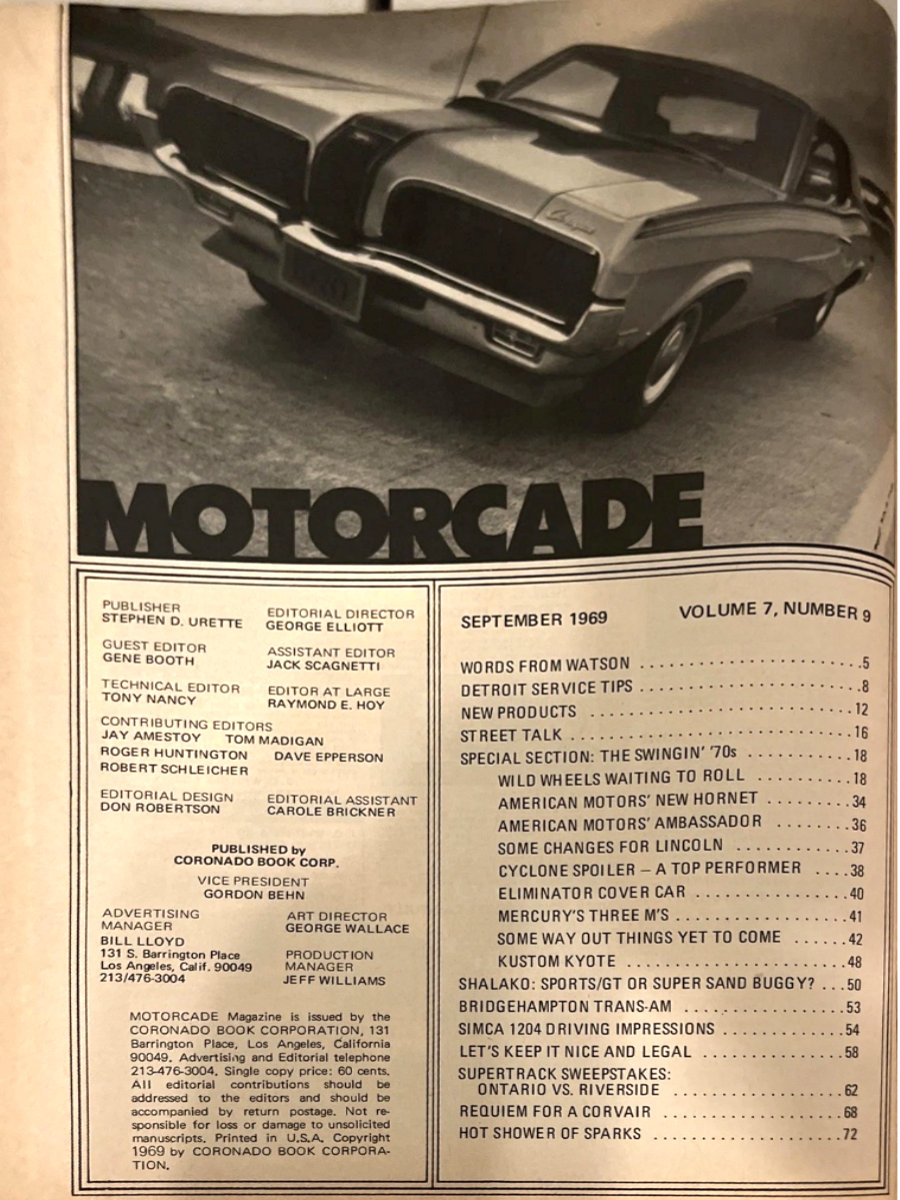 Cougar
MOTORCADE
PUBLISHER
STEPHEN D. URETTE
EDITORIAL DIRECTOR
GEORGE ELLIOTT
GUEST EDITOR
GENE BOOTH
ASSISTANT EDITOR
JACK SCAGNETTI
TECHNICAL EDITOR
TONY NANCY
EDITOR AT LARGE
RAYMOND E. HOY
CONTRIBUTING EDITORS
JAY AMESTOY TOM MADIGAN
ROGER HUNTINGTON DAVE EPPERSON
ROBERT SCHLEICHER
EDITORIAL DESIGN
DON ROBERTSON
EDITORIAL ASSISTANT
CAROLE BRICKNER
PUBLISHED by
CORONADO BOOK CORP.
VICE PRESIDENT
GORDON BEHN
ADVERTISING
MANAGER
BILL LLOYD
131 S. Barrington Place
Los Angeles, Calif. 90049
213/476-3004
ART DIRECTOR
GEORGE WALLACE
PRODUCTION
MANAGER
JEFF WILLIAMS
MOTORCADE Magazine is issued by the
CORONADO BOOK CORPORATION, 131
Barrington Place, Los Angeles, California
90049. Advertising and Editorial telephone
213-476-3004. Single copy price: 60 cents.
All editorial contributions should be
addressed to the editors and should be
accompanied by return postage. Not re-
sponsible for loss or damage to unsolicited
manuscripts. Printed in U.S.A. Copyright
1969 by CORONADO BOOK CORPORA-
TION.
SEPTEMBER 1969 VOLUME 7, NUMBER 9
WORDS FROM WATSON . . . . . . . . . . . . . . . . . . . . . .5
DETROIT SERVICE TIPS . . . . . . . . . . . . . . . . . . . . . .8
NEW PRODUCTS . . . . . . . . . . . . . . . . . . . . . . . . . 12
STREET TALK . . . . . . . . . . . . . . . . . . . . . . . . . . . 16
SPECIAL SECTION: THE SWINGIN' '70s . . . . . . . . . . 18
WILD WHEELS WAITING TO ROLL . . . . . . . . . . 18
AMERICAN MOTORS' NEW HORNET . . . . . . . . . 34
AMERICAN MOTORS' AMBASSADOR . . . . . . . . 36
SOME CHANGES FOR LINCOLN . . . . . . . . . . . . 37
CYCLONE SPOILER – A TOP PERFORMER . . . . 38
ELIMINATOR COVER CAR . . . . . . . . . . . . . . . . 40
MERCURY'S THREE M'S . . . . . . . . . . . . . . . . . 41
SOME WAY OUT THINGS YET TO COME . . . . . . 42
KUSTOM KYOTE . . . . . . . . . . . . . . . . . . . . . . 48
SHALAKO: SPORTS/GT OR SUPER SAND BUGGY? . . . 50
BRIDGEHAMPTON TRANS-AM . . . . . . . . . . . . . . . . 53
SIMCA 1204 DRIVING IMPRESSIONS . . . . . . . . . . . . 54
LET'S KEEP IT NICE AND LEGAL . . . . . . . . . . . . . . 58
SUPERTRACK SWEEPSTAKES:
ONTARIO VS. RIVERSIDE . . . . . . . . . . . . . . . . . 62
REQUIEM FOR A CORVAIR . . . . . . . . . . . . . . . . . . 68
HOT SHOWER OF SPARKS . . . . . . . . . . . . . . . . . . . 72